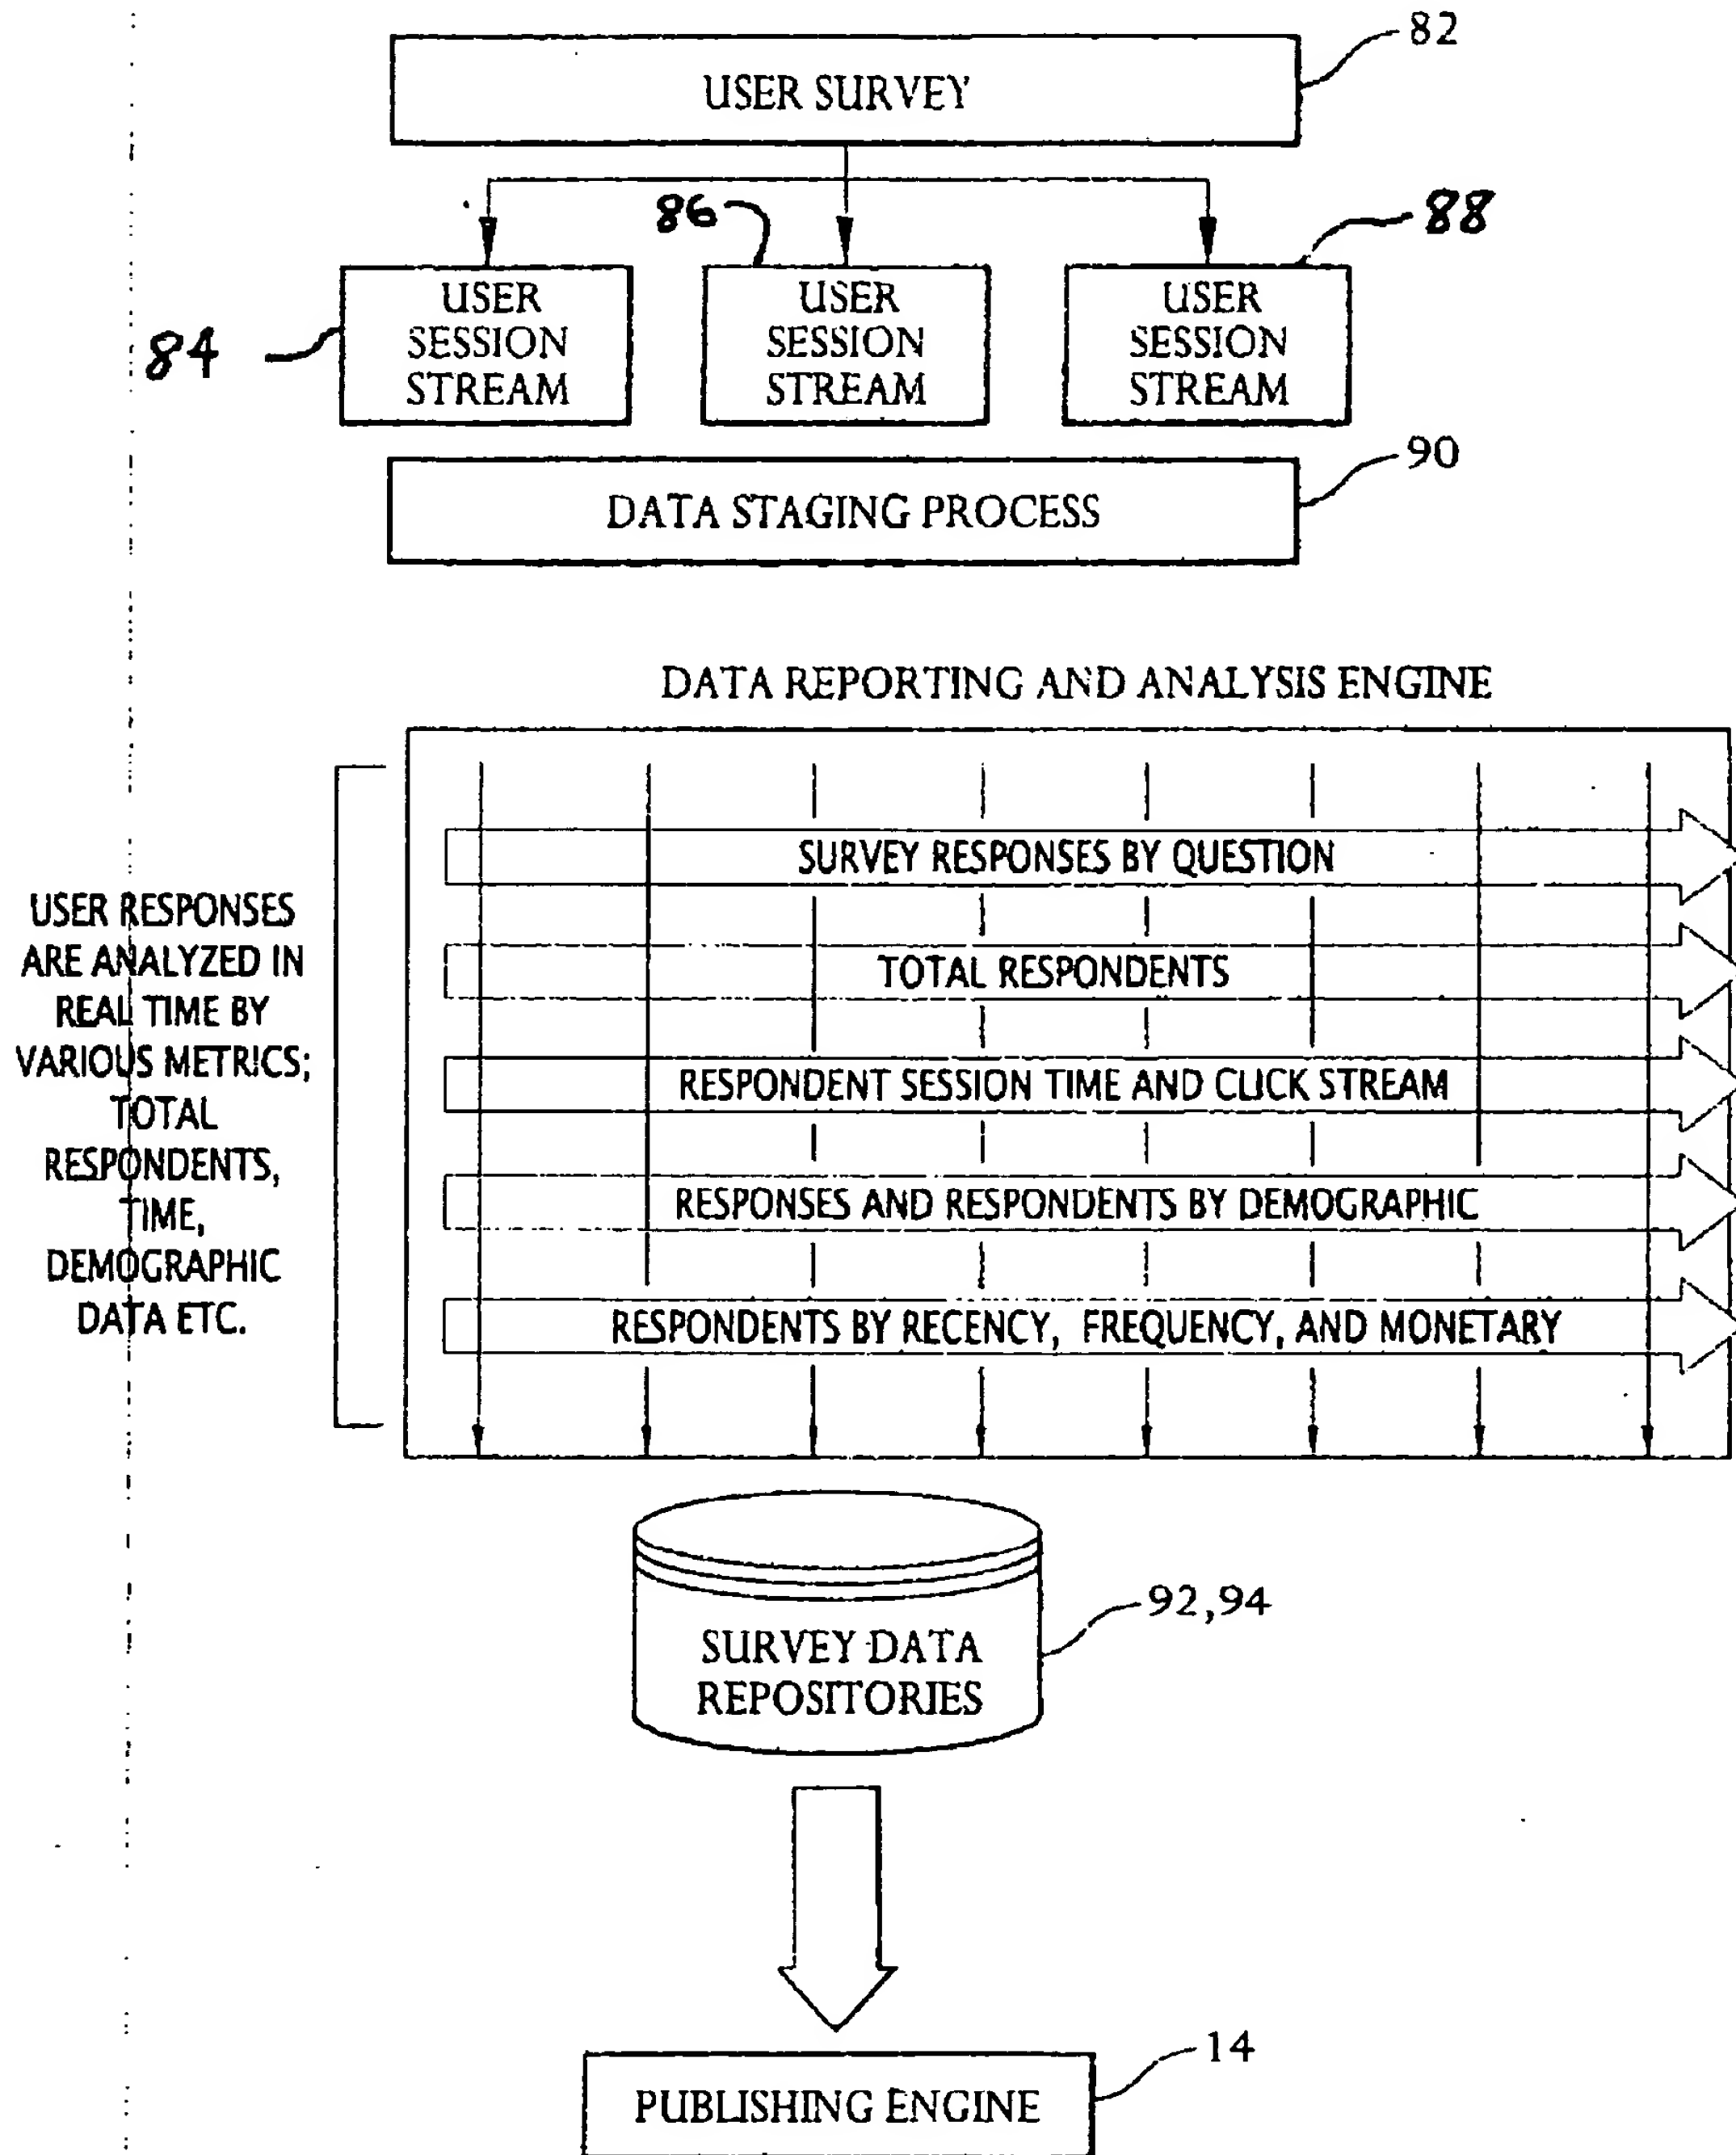 82
USER SURVEY
86
88
84
USER
SESSION
STREAM
USER
SESSION
STREAM
USER
SESSION
STREAM
90
DATA STAGING PROCESS
DATA REPORTING AND ANALYSIS ENGINE
USER RESPONSES
ARE ANALYZED IN
REAL TIME BY
VARIOUS METRICS;
TOTAL
RESPONDENTS,
TIME,
DEMOGRAPHIC
DATA ETC.
SURVEY RESPONSES BY QUESTION
TOTAL RESPONDENTS
RESPONDENT SESSION TIME AND CLICK STREAM
RESPONSES AND RESPONDENTS BY DEMOGRAPHIC
RESPONDENTS BY RECENCY, FREQUENCY, AND MONETARY
92,94
SURVEY DATA
REPOSITORIES
14
PUBLISHING ENGINE